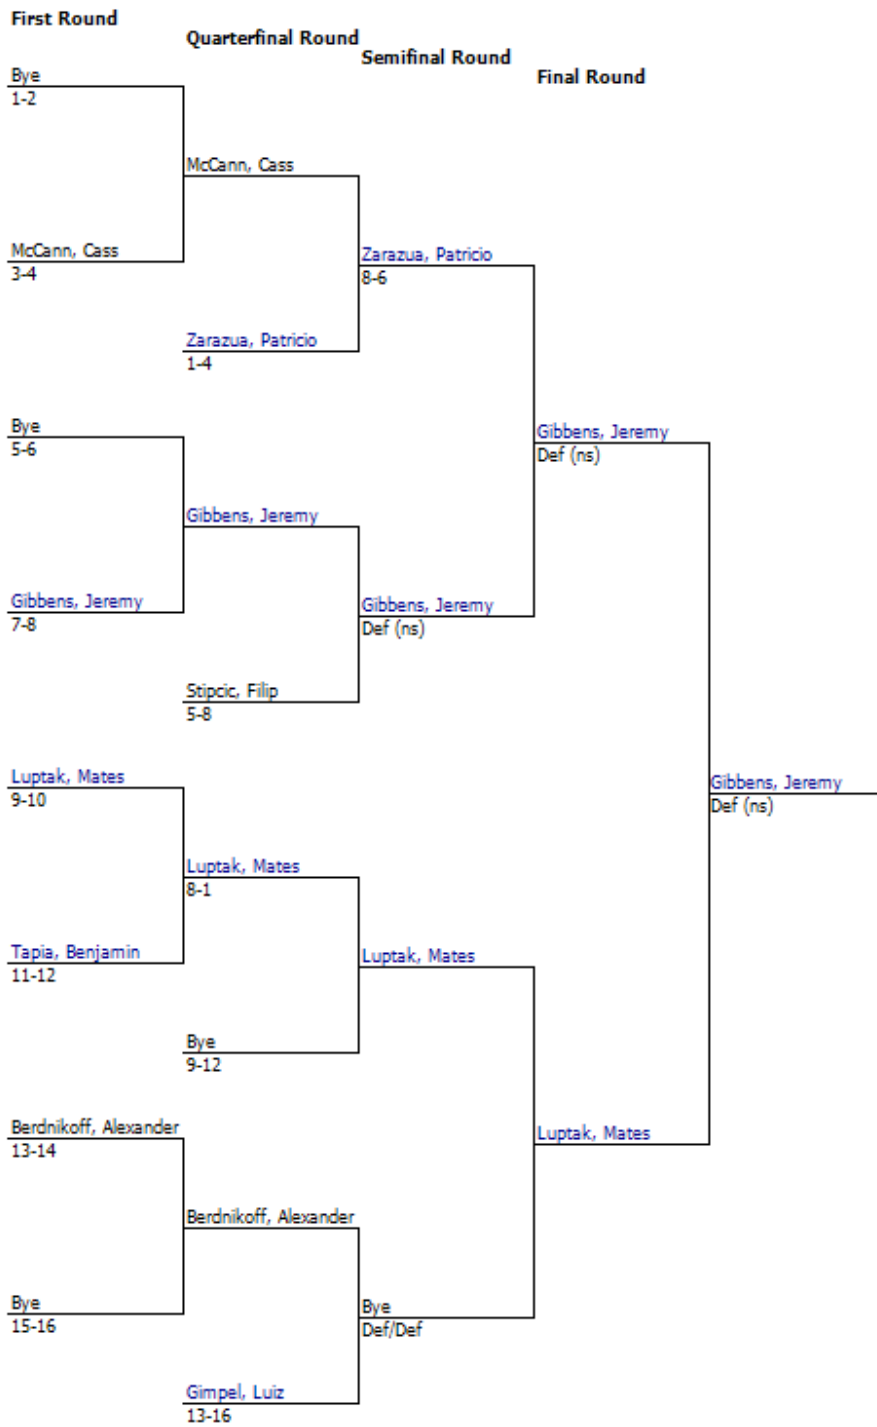 First Round
Quarterfinal Round
Semifinal Round
Final Round
Bye
1-2
McCann, Cass
McCann, Cass
3-4
Zarazua, Patricio
8-6
Zarazua, Patricio
1-4
Bye
5-6
Gibbens, Jeremy
Def (ns)
Gibbens, Jeremy
Gibbens, Jeremy
7-8
Gibbens, Jeremy
Def (ns)
Stipcic, Filip
5-8
Luptak, Mates
9-10
Gibbens, Jeremy
Def (ns)
Luptak, Mates
8-1
Tapia, Benjamin
11-12
Luptak, Mates
Bye
9-12
Berdnikoff, Alexander
13-14
Luptak, Mates
Berdnikoff, Alexander
Bye
15-16
Bye
Def/Def
Gimpel, Luiz
13-16